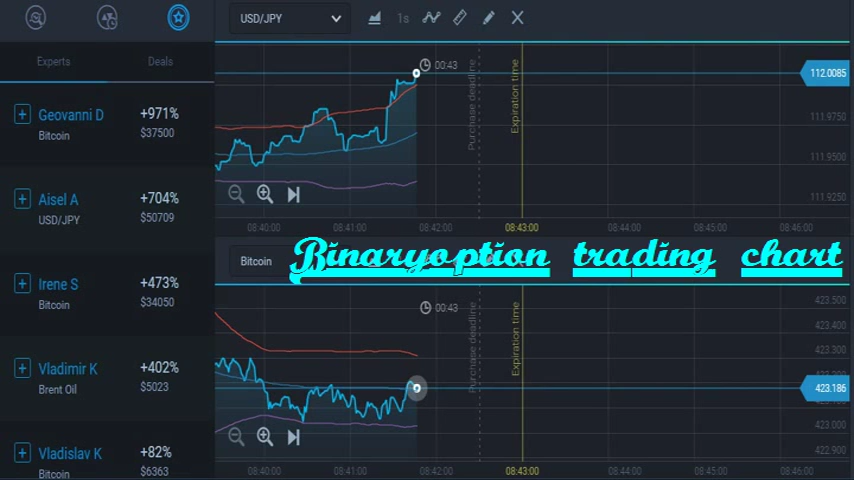 USD/JPY
1s
Experts
Deals
Geovanni D
+971%
Bitcoin
$37500
Aisel A
+704%
USD/JPY
$50709
Irene S
+473%
Bitcoin
$34050
Vladimir K
+402%
Brent Oil
$5023
Vladislav K
+82%
Bitcoin
$6363
00:43
Purchase deadline
Expiration time
112.0085
111.9750
111.9500
111.9250
08:40:00
08:41:00
08:42:00
08:43:00
08:44:00
08:45:00
08:46:00
Bitcoin
Binaryoption trading chart
00:43
Purchase deadline
Expiration time
423.500
423.400
423.300
423.186
423.000
422.900
08:40:00
08:41:00
08:42:00
08:43:00
08:44:00
08:45:00
08:46:00